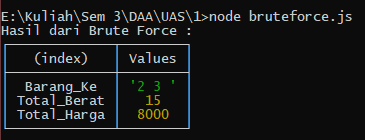 E:\Kuliah\Sem 3\DAA\UAS\1>node bruteforce.js
Hasil dari Brute Force :
(index) Values
Barang_Ke '2 3 '
Total_Berat 15
Total_Harga 8000